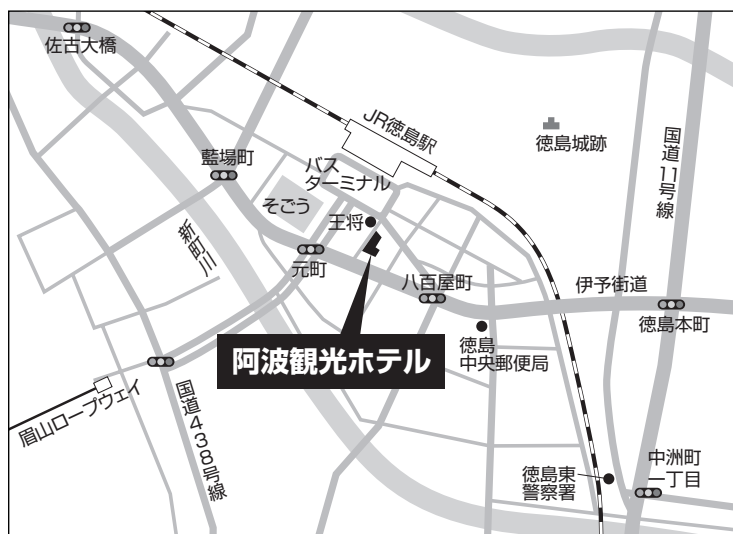 佐古大橋
JR徳島駅
徳島城跡
国道11号線
藍場町
バス
ターミナル
そごう
王将
新町川
元町
八百屋町
伊予街道
徳島本町
徳島
中央郵便局
阿波観光ホテル
眉山ロープウェイ
国道438号線
徳島東
警察署
中洲町
一丁目